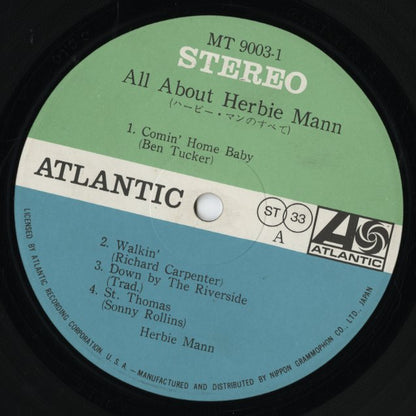 MT 9003-1
STEREO
All About Herbie Mann
(ハービー・マンのすべて)
1. Comin' Home Baby
(Ben Tucker)
ATLANTIC
ST 33
A
ATLANTIC
2. Walkin'
(Richard Carpenter)
3. Down by The Riverside
(Trad.)
4. St. Thomas
(Sonny Rollins)
Herbie Mann
LICENSED BY ATLANTIC RECORDING CORPORATION U.S.A.—MANUFACTURED AND DISTRIBUTED BY NIPPON GRAMMOPHON CO., LTD., JAPAN